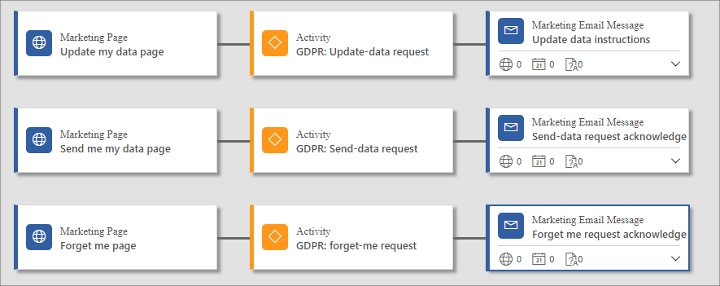 Marketing Page
Update my data page
Activity
GDPR: Update-data request
Marketing Email Message
Update data instructions
0 21 0 0
Marketing Page
Send me my data page
Activity
GDPR: Send-data request
Marketing Email Message
Send-data request acknowledge
0 21 0 0
Marketing Page
Forget me page
Activity
GDPR: forget-me request
Marketing Email Message
Forget me request acknowledge
0 21 0 0